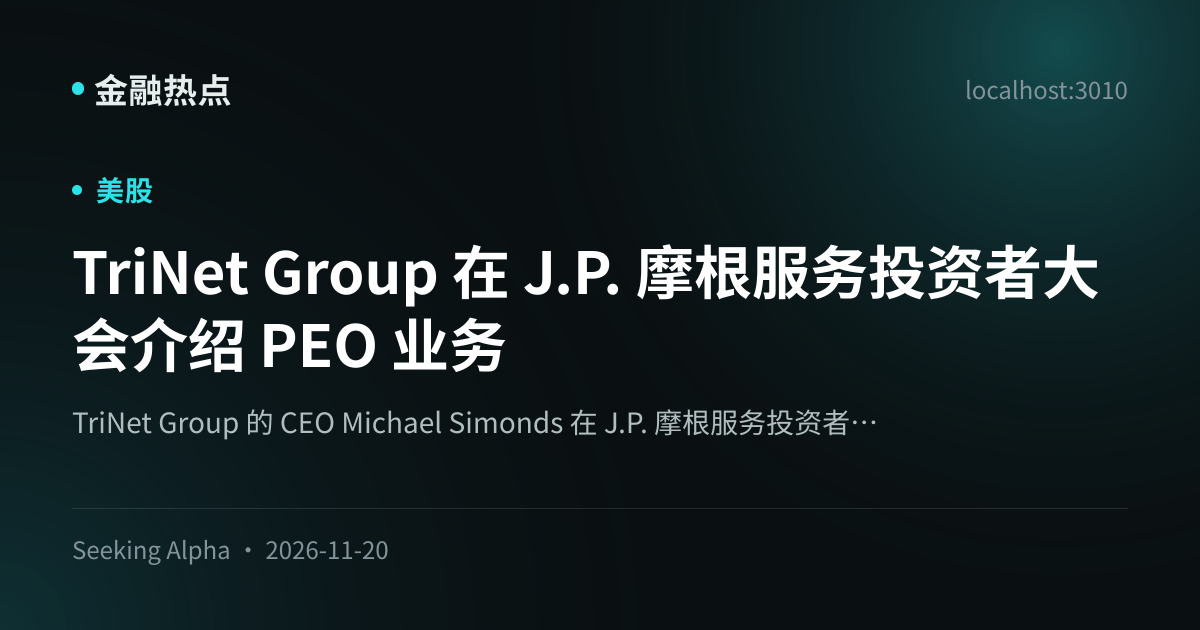 金融热点
localhost:3010
美股
TriNet Group 在 J.P. 摩根服务投资者大
会介绍 PEO 业务
TriNet Group 的 CEO Michael Simonds 在 J.P. 摩根服务投资者…
Seeking Alpha · 2026-11-20